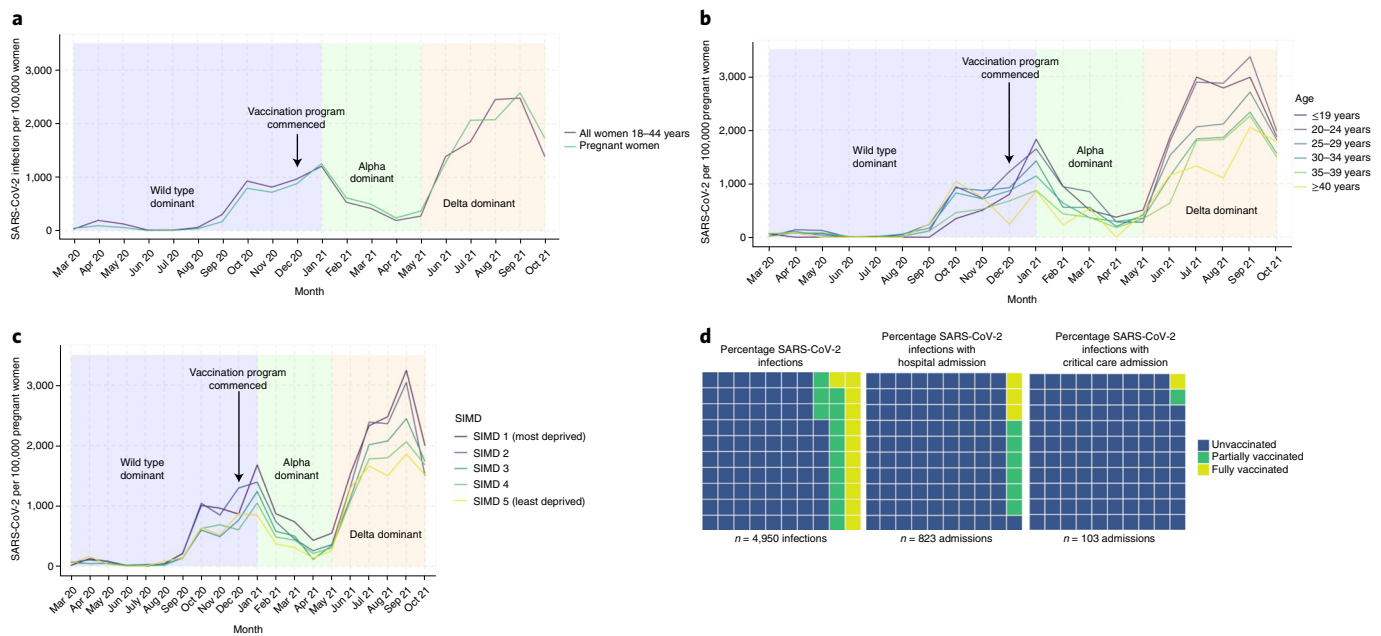 a
SARS-CoV-2 infection per 100,000 women
3,000
2,000
1,000
0
Vaccination program
commenced
Wild type
dominant
Alpha
dominant
Delta dominant
All women 18–44 years
Pregnant women
Mar 20
Apr 20
May 20
Jun 20
Jul 20
Aug 20
Sep 20
Oct 20
Nov 20
Dec 20
Jan 21
Feb 21
Mar 21
Apr 21
May 21
Jun 21
Jul 21
Aug 21
Sep 21
Oct 21
Month
b
SARS-CoV-2 per 100,000 pregnant women
3,000
2,000
1,000
0
Vaccination program
commenced
Wild type
dominant
Alpha
dominant
Delta dominant
Age
≤19 years
20–24 years
25–29 years
30–34 years
35–39 years
≥40 years
Mar 20
Apr 20
May 20
Jun 20
Jul 20
Aug 20
Sep 20
Oct 20
Nov 20
Dec 20
Jan 21
Feb 21
Mar 21
Apr 21
May 21
Jun 21
Jul 21
Aug 21
Sep 21
Oct 21
Month
c
SARS-CoV-2 per 100,000 pregnant women
3,000
2,000
1,000
0
Vaccination program
commenced
Wild type
dominant
Alpha
dominant
Delta dominant
SIMD
SIMD 1 (most deprived)
SIMD 2
SIMD 3
SIMD 4
SIMD 5 (least deprived)
Mar 20
Apr 20
May 20
Jun 20
July 20
Aug 20
Sep 20
Oct 20
Nov 20
Dec 20
Jan 21
Feb 21
Mar 21
Apr 21
May 21
Jun 21
Jul 21
Aug 21
Sep 21
Oct 21
Month
d
Percentage SARS-CoV-2
infections
n = 4,950 infections
Percentage SARS-CoV-2
infections with
hospital admission
n = 823 admissions
Percentage SARS-CoV-2
infections with
critical care admission
n = 103 admissions
Unvaccinated
Partially vaccinated
Fully vaccinated